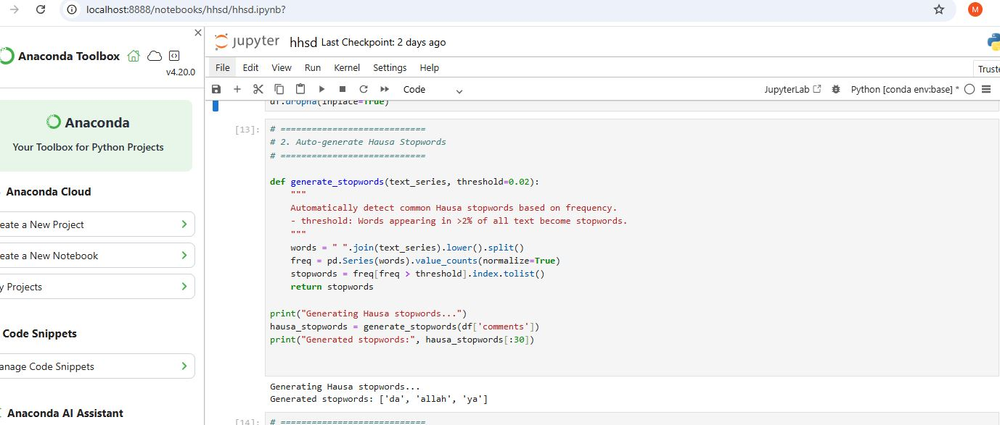 localhost:8888/notebooks/hhsd/hhsd.ipynb?
M
Anaconda Toolbox
v4.20.0
Anaconda
Your Toolbox for Python Projects
Anaconda Cloud
eate a New Project
eate a New Notebook
y Projects
Code Snippets
anage Code Snippets
Anaconda AI Assistant
jupyter hhsd Last Checkpoint: 2 days ago
File Edit View Run Kernel Settings Help
Truste
Code
JupyterLab Python [conda env:base] *
df.dropna(inplace=True)
[13]:
# ============================
# 2. Auto-generate Hausa Stopwords
# ============================
def generate_stopwords(text_series, threshold=0.02):
"""
Automatically detect common Hausa stopwords based on frequency.
- threshold: Words appearing in >2% of all text become stopwords.
"""
words = " ".join(text_series).lower().split()
freq = pd.Series(words).value_counts(normalize=True)
stopwords = freq[freq > threshold].index.tolist()
return stopwords
print("Generating Hausa stopwords...")
hausa_stopwords = generate_stopwords(df['comments'])
print("Generated stopwords:", hausa_stopwords[:30])
Generating Hausa stopwords...
Generated stopwords: ['da', 'allah', 'ya']
[14]:
# ============================